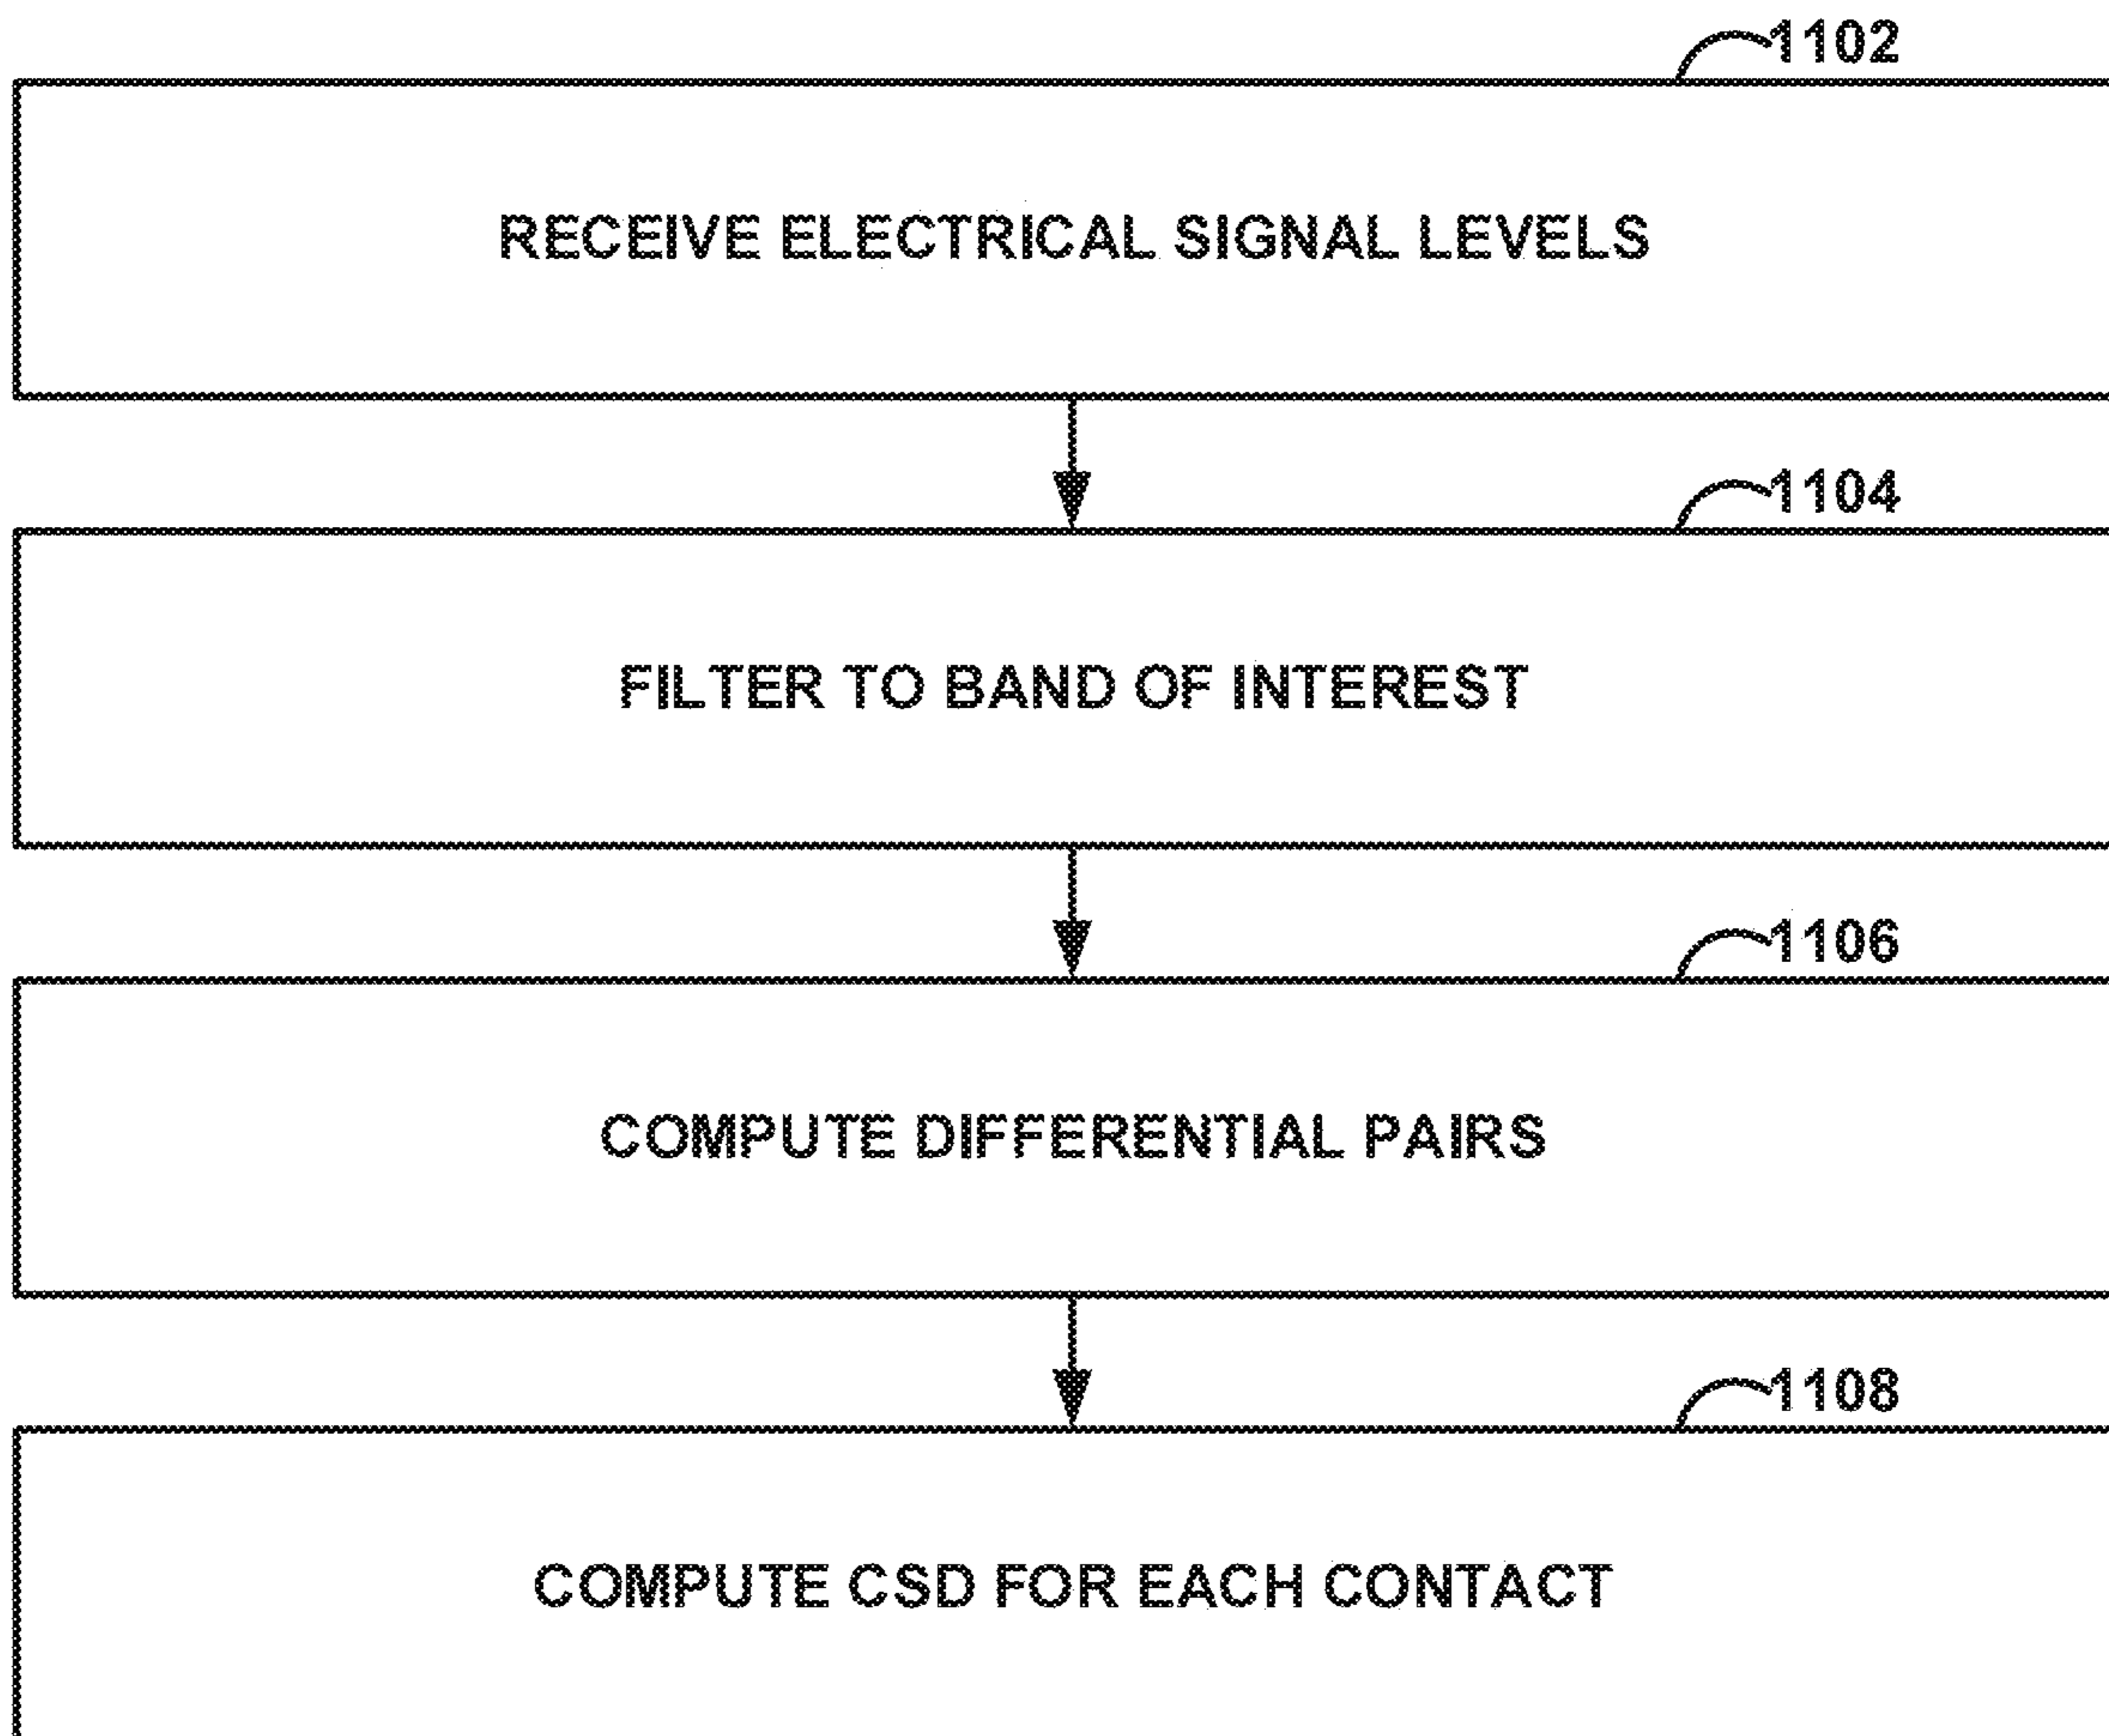 1102
RECEIVE ELECTRICAL SIGNAL LEVELS
1104
FILTER TO BAND OF INTEREST
1106
COMPUTE DIFFERENTIAL PAIRS
1108
COMPUTE CSD FOR EACH CONTACT